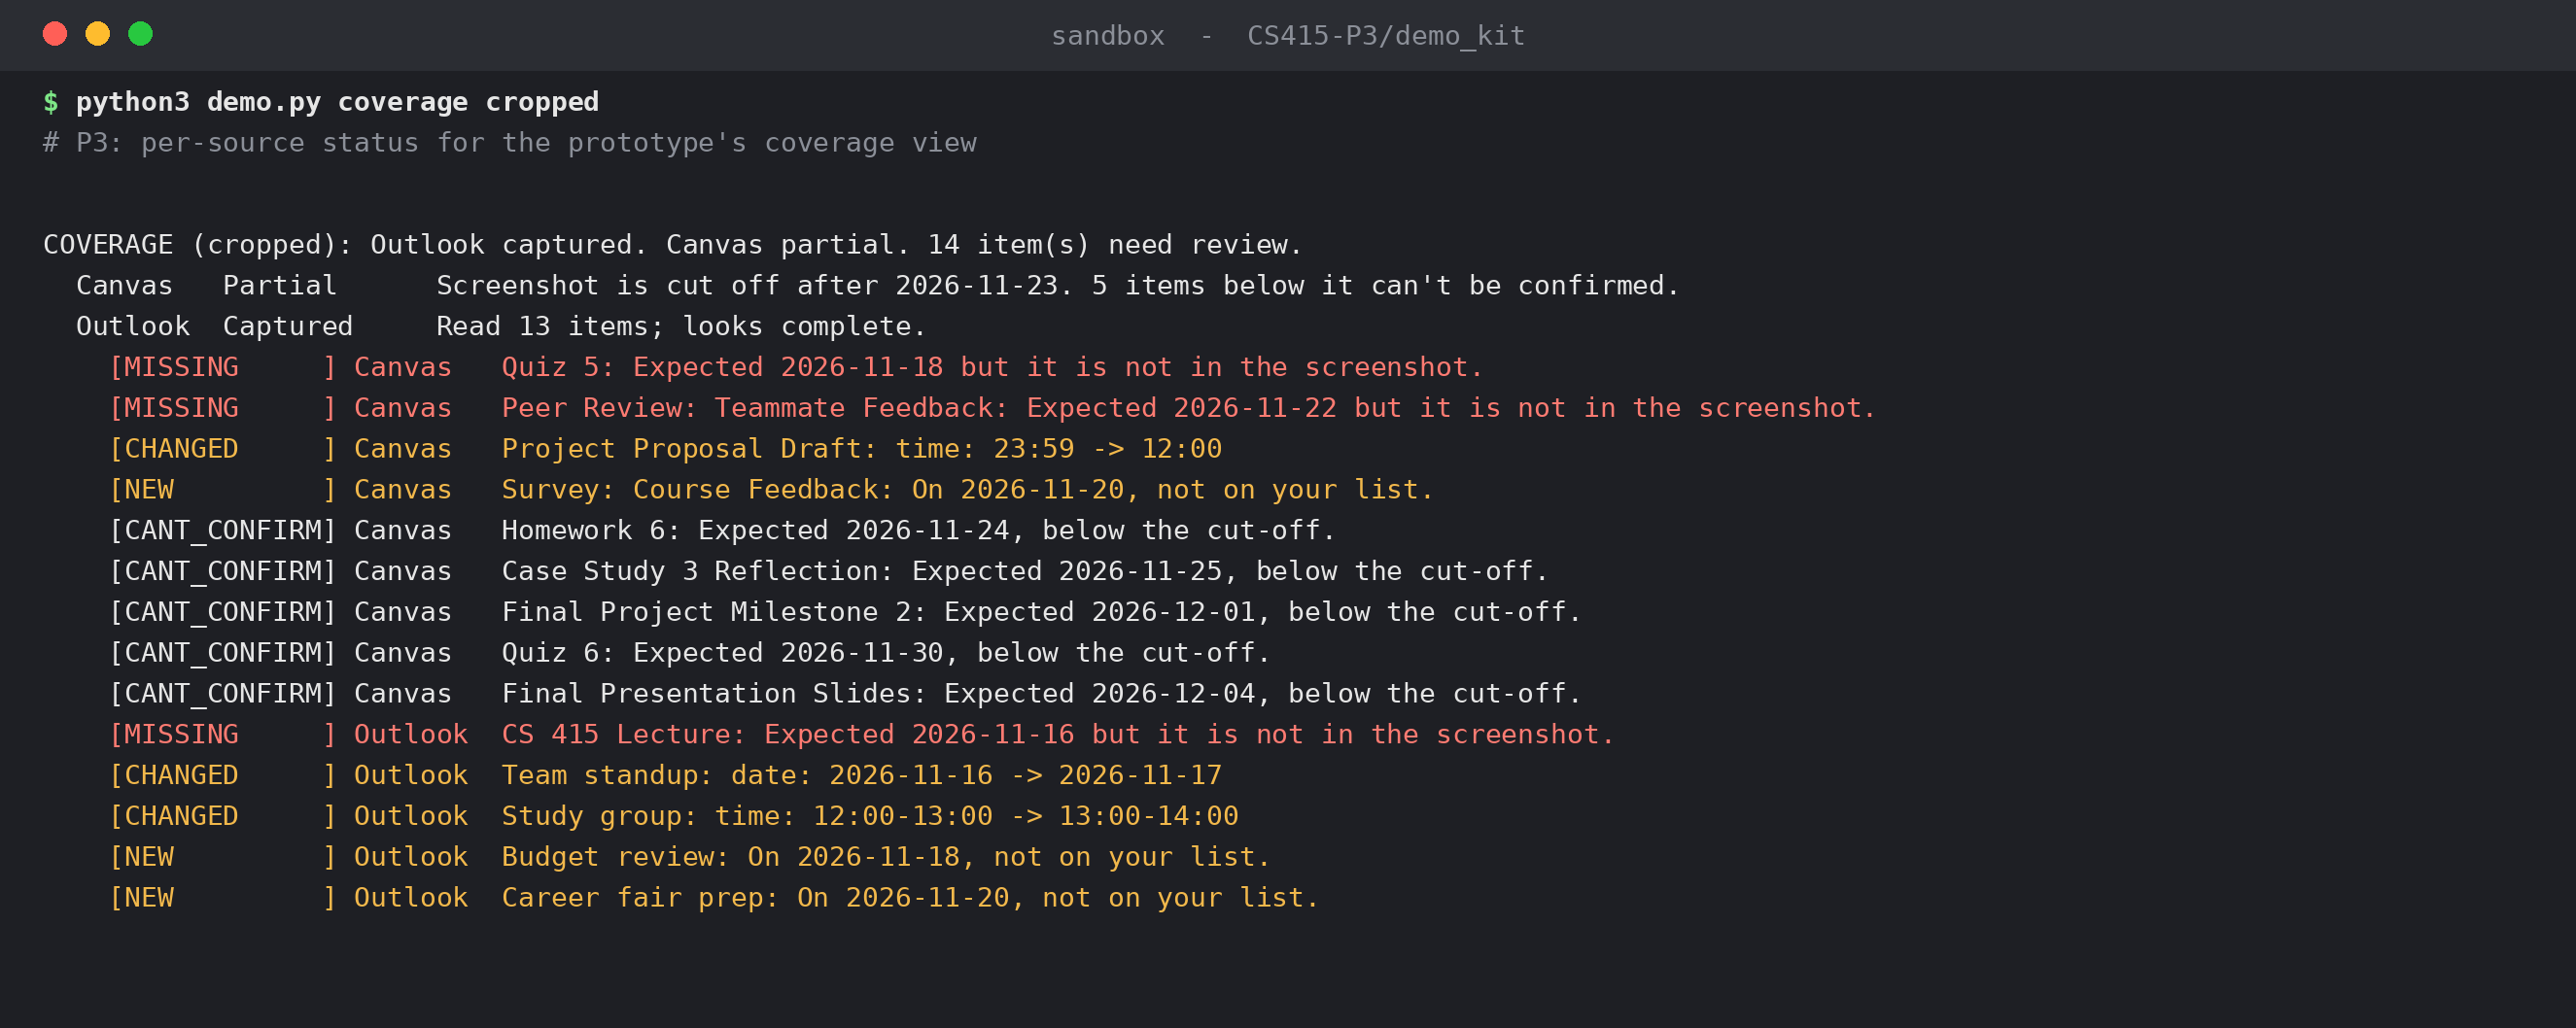 sandbox - CS415-P3/demo_kit
$ python3 demo.py coverage cropped
# P3: per-source status for the prototype's coverage view
COVERAGE (cropped): Outlook captured. Canvas partial. 14 item(s) need review.
Canvas Partial Screenshot is cut off after 2026-11-23. 5 items below it can't be confirmed.
Outlook Captured Read 13 items; looks complete.
[MISSING ] Canvas Quiz 5: Expected 2026-11-18 but it is not in the screenshot.
[MISSING ] Canvas Peer Review: Teammate Feedback: Expected 2026-11-22 but it is not in the screenshot.
[CHANGED ] Canvas Project Proposal Draft: time: 23:59 -> 12:00
[NEW ] Canvas Survey: Course Feedback: On 2026-11-20, not on your list.
[CANT_CONFIRM] Canvas Homework 6: Expected 2026-11-24, below the cut-off.
[CANT_CONFIRM] Canvas Case Study 3 Reflection: Expected 2026-11-25, below the cut-off.
[CANT_CONFIRM] Canvas Final Project Milestone 2: Expected 2026-12-01, below the cut-off.
[CANT_CONFIRM] Canvas Quiz 6: Expected 2026-11-30, below the cut-off.
[CANT_CONFIRM] Canvas Final Presentation Slides: Expected 2026-12-04, below the cut-off.
[MISSING ] Outlook CS 415 Lecture: Expected 2026-11-16 but it is not in the screenshot.
[CHANGED ] Outlook Team standup: date: 2026-11-16 -> 2026-11-17
[CHANGED ] Outlook Study group: time: 12:00-13:00 -> 13:00-14:00
[NEW ] Outlook Budget review: On 2026-11-18, not on your list.
[NEW ] Outlook Career fair prep: On 2026-11-20, not on your list.